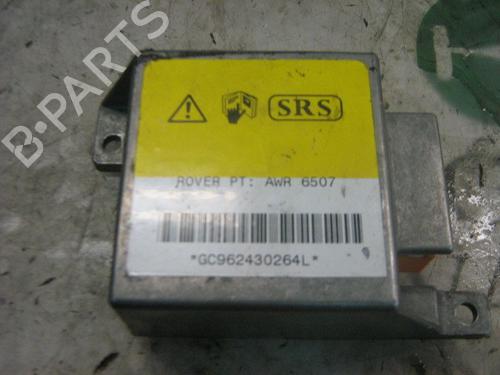 B-PARTS
SRS
ROVER PT: AWR 6507
*GC962430264L*